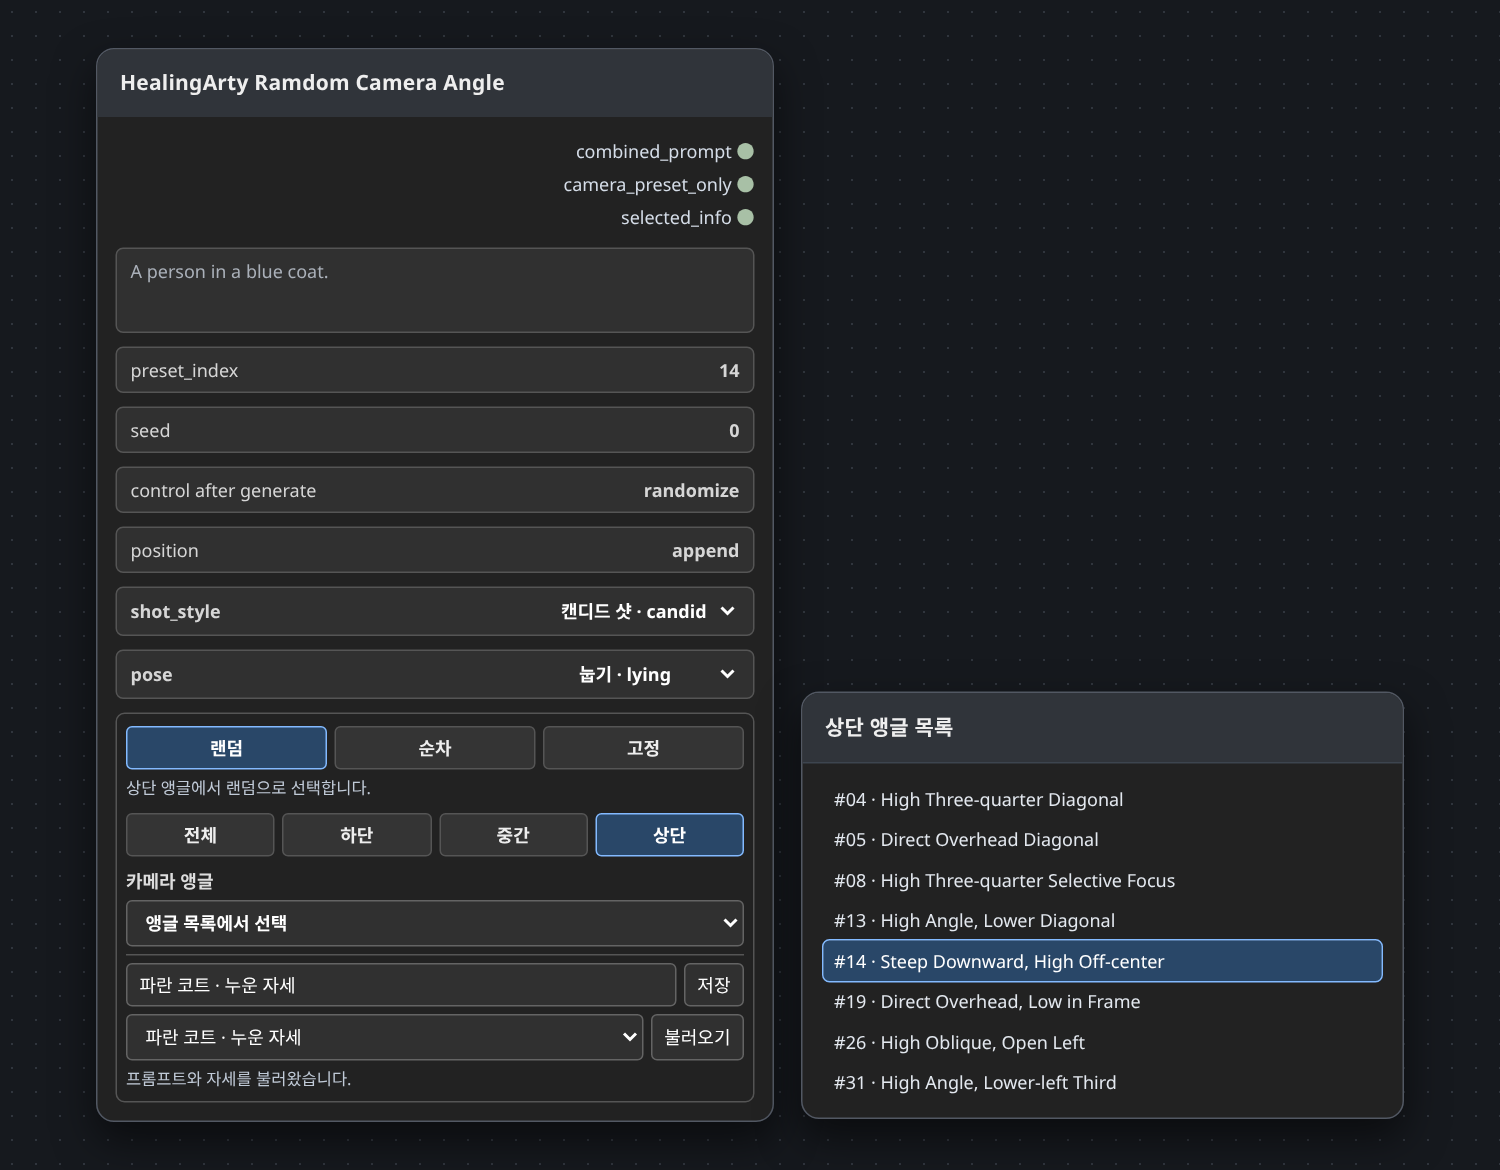 HealingArty Ramdom Camera Angle
combined_prompt
camera_preset_only
selected_info
A person in a blue coat.
preset_index 14
seed 0
control after generate randomize
position append
shot_style 캔디드 샷 · candid
pose 눕기 · lying
랜덤 순차 고정
상단 앵글에서 랜덤으로 선택합니다.
전체 하단 중간 상단
카메라 앵글
앵글 목록에서 선택
파란 코트 · 누운 자세 저장
파란 코트 · 누운 자세 불러오기
프롬프트와 자세를 불러왔습니다.
상단 앵글 목록
#04 · High Three-quarter Diagonal
#05 · Direct Overhead Diagonal
#08 · High Three-quarter Selective Focus
#13 · High Angle, Lower Diagonal
#14 · Steep Downward, High Off-center
#19 · Direct Overhead, Low in Frame
#26 · High Oblique, Open Left
#31 · High Angle, Lower-left Third